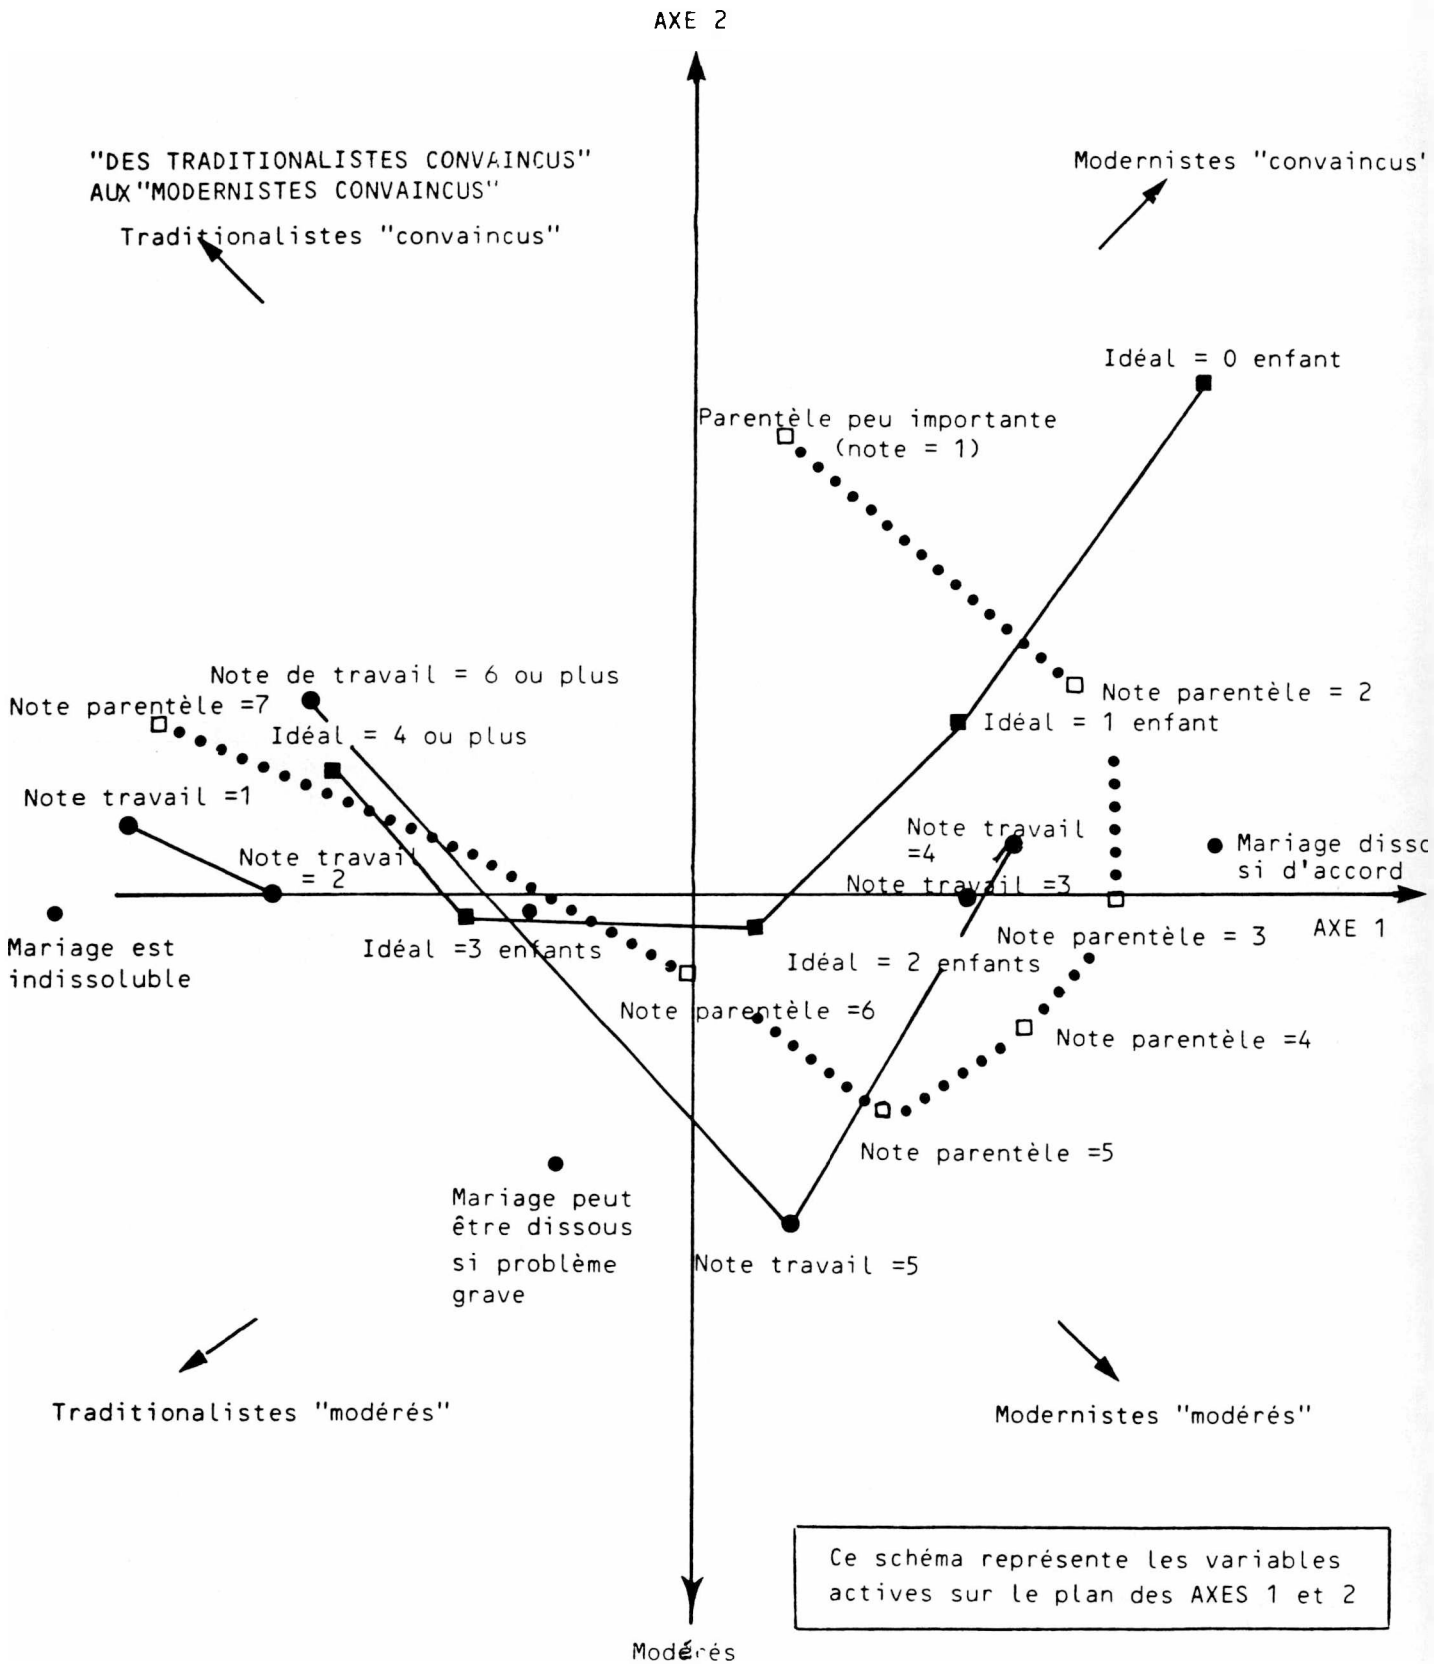 AXE 2
"DES TRADITIONALISTES CONVAINCUS"
AUX "MODERNISTES CONVAINCUS"
Traditionalistes "convaincus"
Modernistes "convaincus'
Idéal = 0 enfant
Parentèle peu importante
(note = 1)
Note de travail = 6 ou plus
Note parentèle =7
Idéal = 4 ou plus
Note parentèle = 2
Idéal = 1 enfant
Note travail =1
Note travail
= 2
Note travail
=4
Mariage disso
si d'accord
Note travail =3
AXE 1
Mariage est
indissoluble
Idéal =3 enfants
Note parentèle = 3
Idéal = 2 enfants
Note parentèle =6
Note parentèle =4
Note parentèle =5
Mariage peut
être dissous
si problème
grave
Note travail =5
Traditionalistes "modérés"
Modernistes "modérés"
Ce schéma représente les variables
actives sur le plan des AXES 1 et 2
Modérés